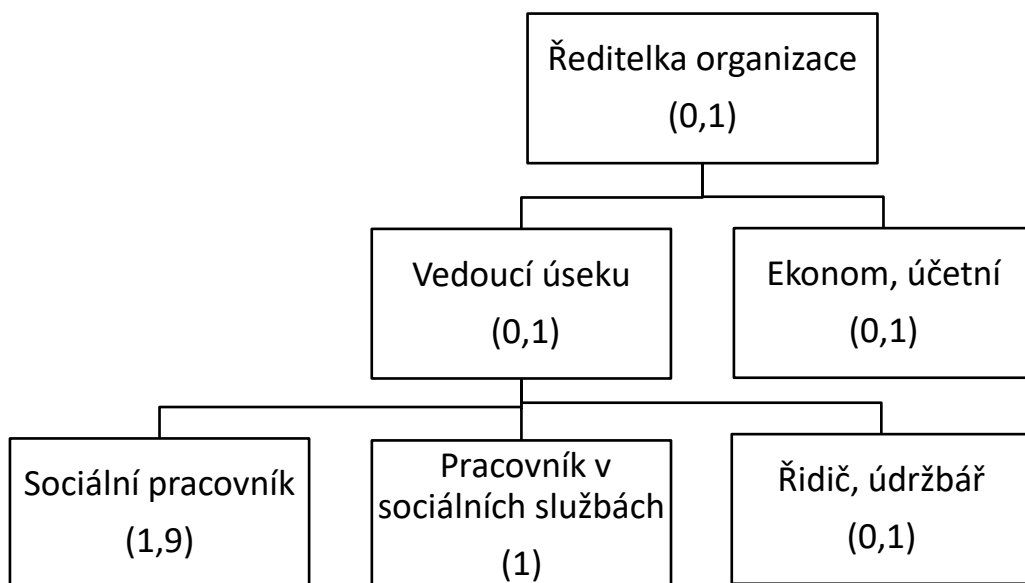 Ředitelka organizace
(0,1)
Vedoucí úseku
(0,1)
Ekonom, účetní
(0,1)
Sociální pracovník
(1,9)
Pracovník v
sociálních službách
(1)
Řidič, údržbář
(0,1)